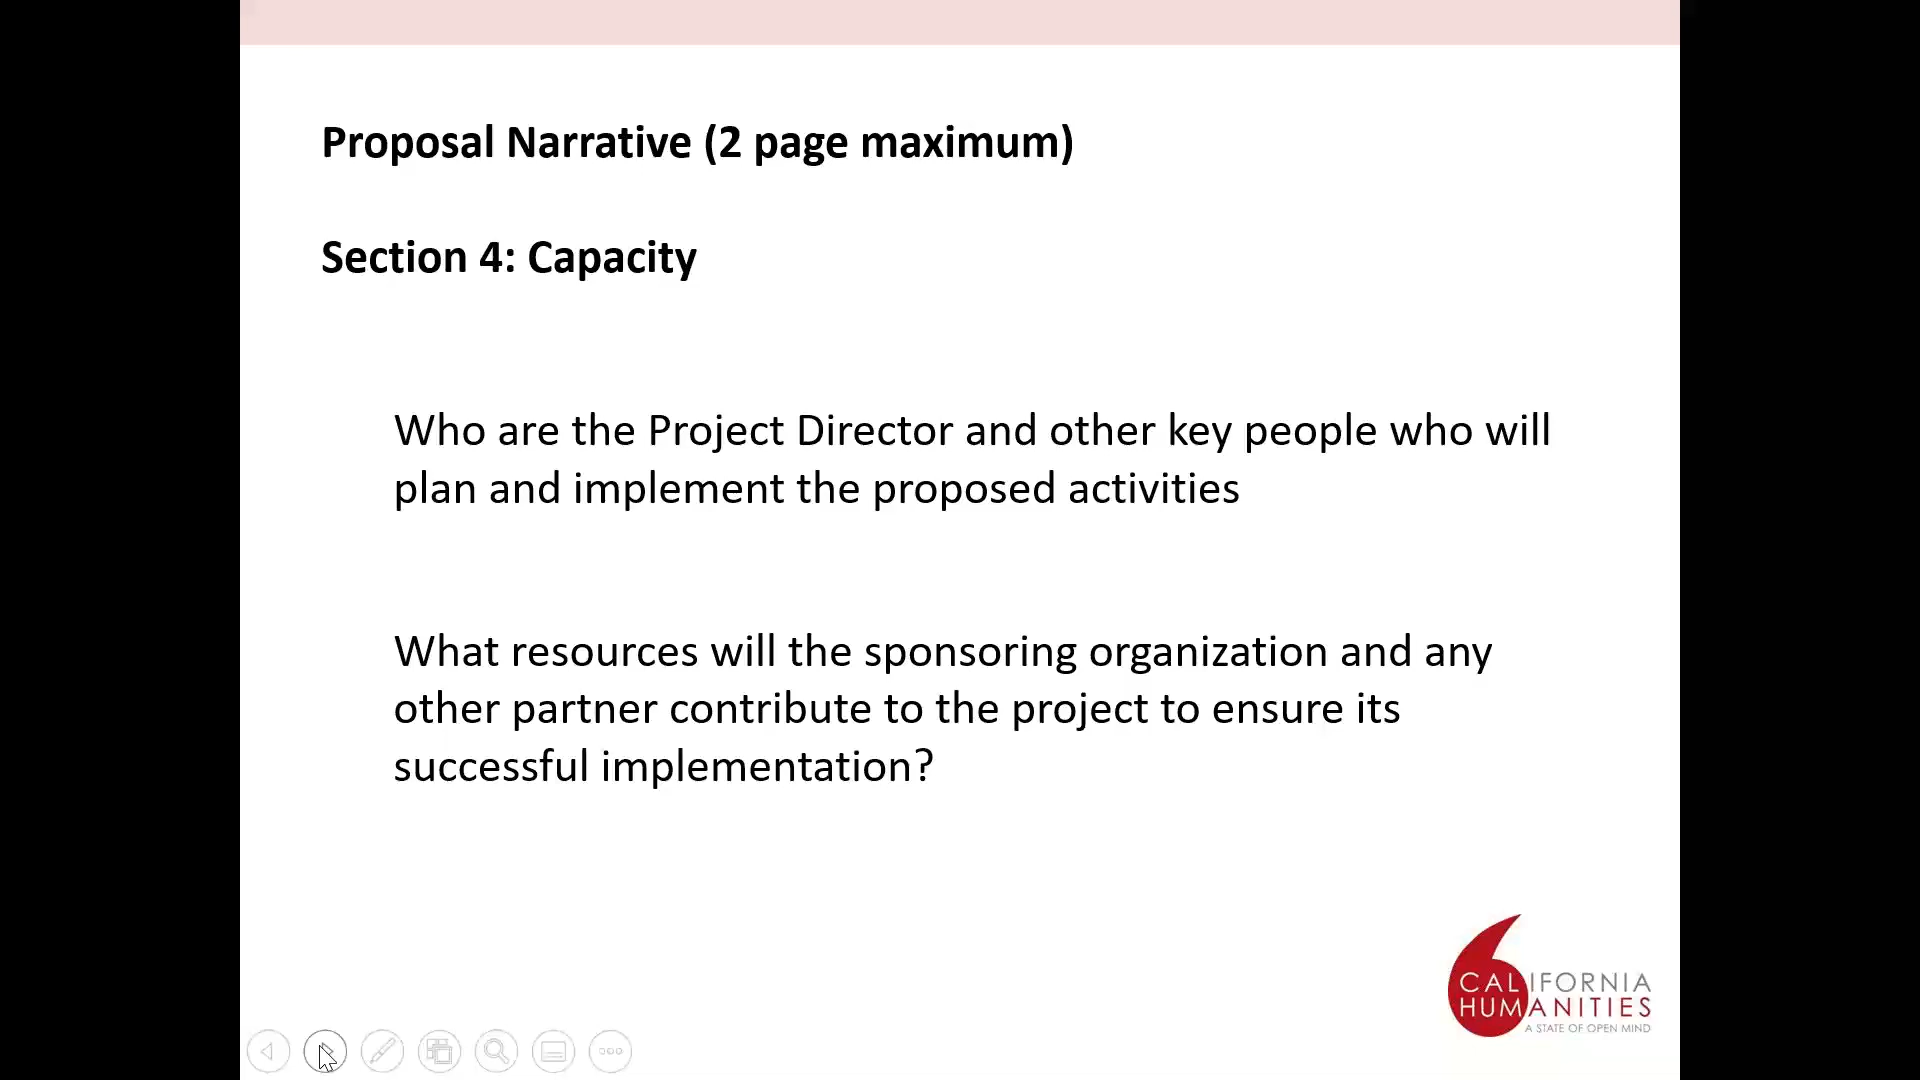 Proposal Narrative (2 page maximum)
Section 4: Capacity
Who are the Project Director and other key people who will
plan and implement the proposed activities
What resources will the sponsoring organization and any
other partner contribute to the project to ensure its
successful implementation?
CALIFORNIA
HUMANITIES
A STATE OF OPEN MIND